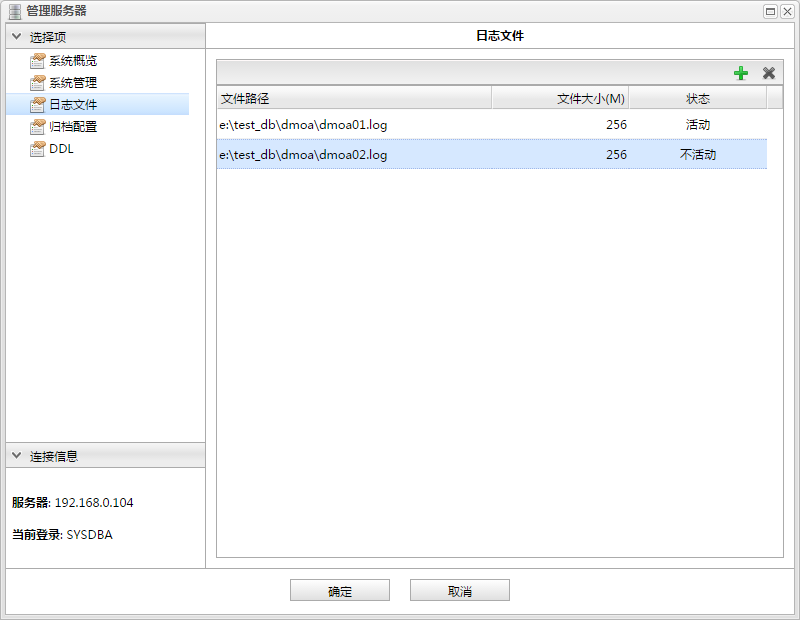 管理服务器
选择项
系统概览
系统管理
日志文件
归档配置
DDL
连接信息
服务器: 192.168.0.104
当前登录: SYSDBA
日志文件
文件路径 文件大小(M) 状态
e:\test_db\dmoa\dmoa01.log 256 活动
e:\test_db\dmoa\dmoa02.log 256 不活动
确定 取消